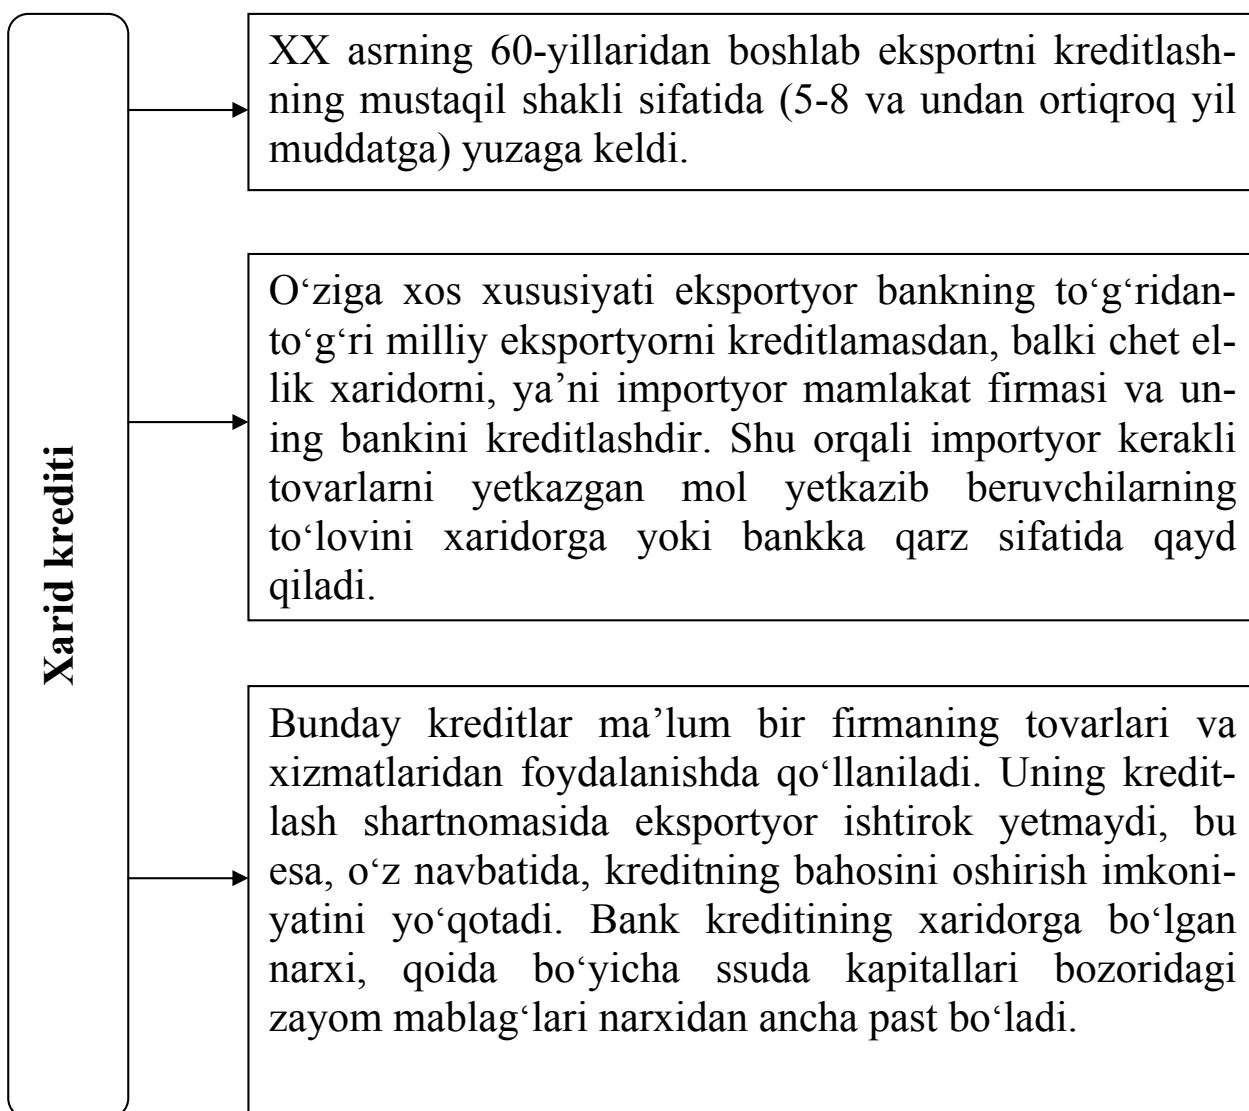 Xarid krediti
XX asrning 60-yillaridan boshlab eksportni kreditlash-
ning mustaqil shakli sifatida (5-8 va undan ortiqroq yil
muddatga) yuzaga keldi.
O‘ziga xos xususiyati eksportyor bankning to‘g‘ridan-
to‘g‘ri milliy eksportyorni kreditlamasdan, balki chet el-
lik xaridorni, ya’ni importyor mamlakat firmasi va un-
ing bankini kreditlashdir. Shu orqali importyor kerakli
tovarlarni yetkazgan mol yetkazib beruvchilarning
to‘lovini xaridorga yoki bankka qarz sifatida qayd
qiladi.
Bunday kreditlar ma’lum bir firmaning tovarlari va
xizmatlaridan foydalanishda qo‘llaniladi. Uning kredit-
lash shartnomasida eksportyor ishtirok yetmaydi, bu
esa, o‘z navbatida, kreditning bahosini oshirish imkoni-
yatini yo‘qotadi. Bank kreditining xaridorga bo‘lgan
narxi, qoida bo‘yicha ssuda kapitallari bozoridagi
zayom mablag‘lari narxidan ancha past bo‘ladi.